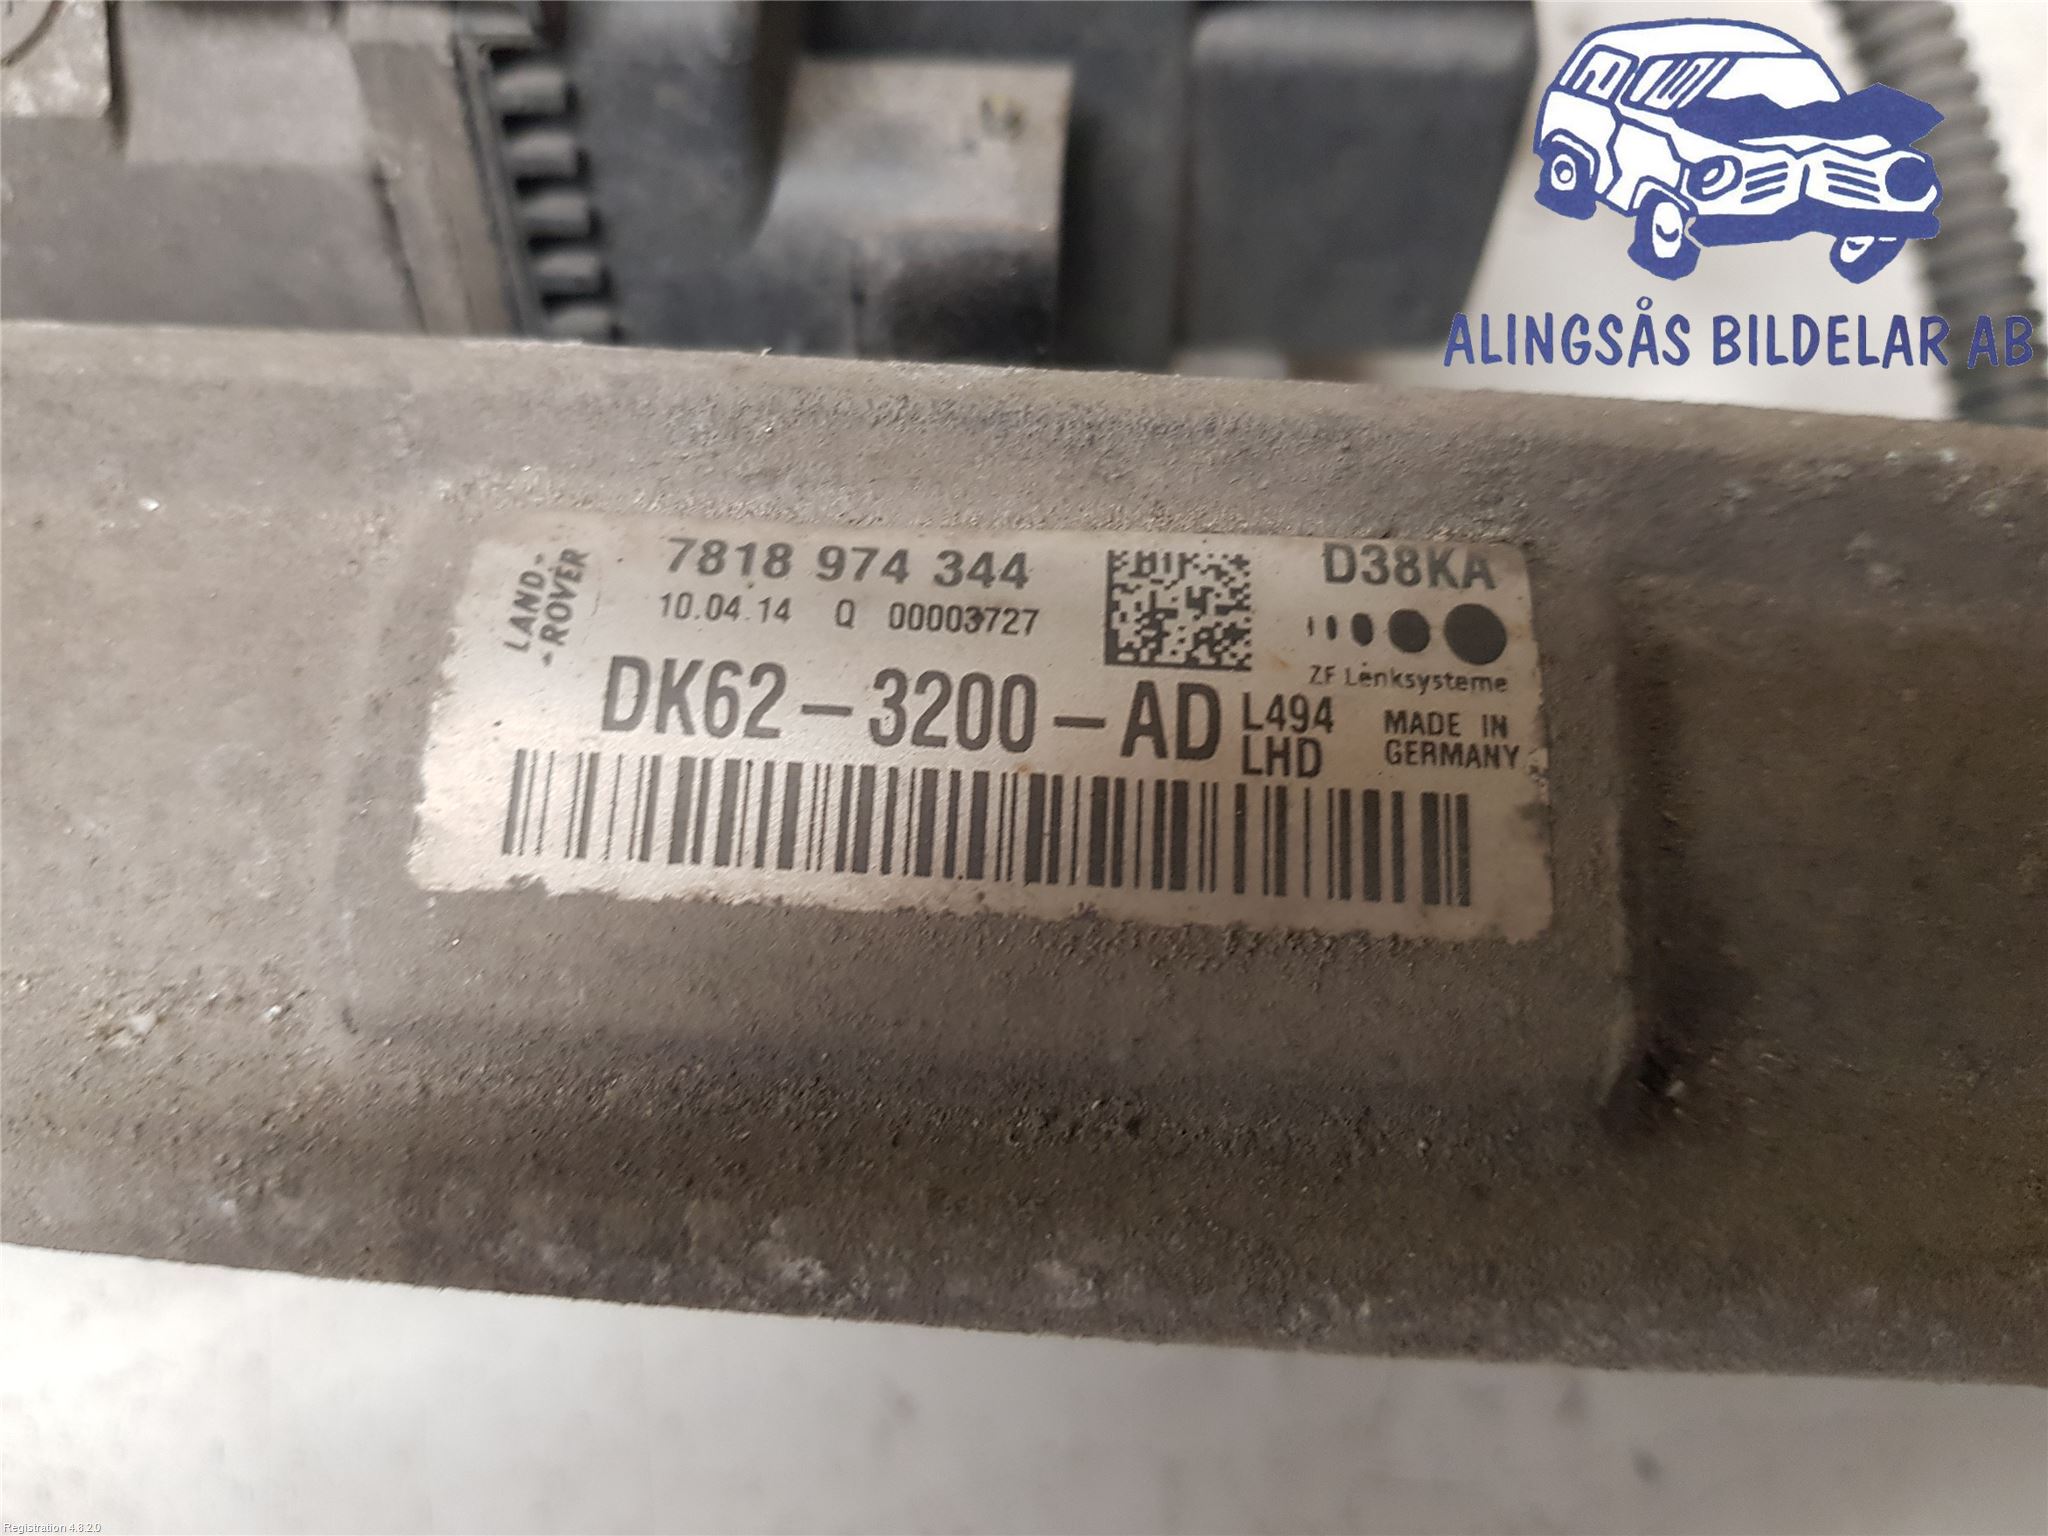 ALINGSÅS BILDELAR AB
LAND-
-ROVER
7818 974 344
10.04.14 Q 00003727
D38KA
ZF Lenksysteme
DK62-3200-AD
L494
LHD
MADE IN
GERMANY
Registration 4.8.2.0